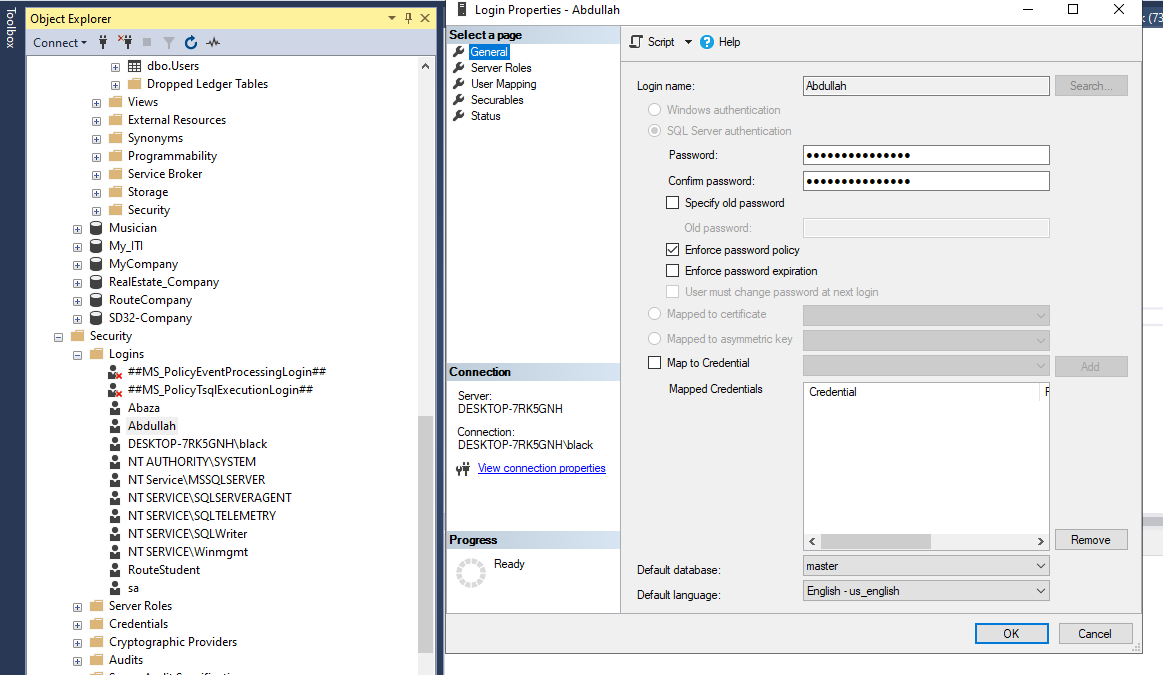 Toolbox
Object Explorer
Connect
dbo.Users
Dropped Ledger Tables
Views
External Resources
Synonyms
Programmability
Service Broker
Storage
Security
Musician
My_ITI
MyCompany
RealEstate_Company
RouteCompany
SD32-Company
Security
Logins
##MS_PolicyEventProcessingLogin##
##MS_PolicyTsqlExecutionLogin##
Abaza
Abdullah
DESKTOP-7RK5GNH\black
NT AUTHORITY\SYSTEM
NT Service\MSSQLSERVER
NT SERVICE\SQLSERVERAGENT
NT SERVICE\SQLTELEMETRY
NT SERVICE\SQLWriter
NT SERVICE\Winmgmt
RouteStudent
sa
Server Roles
Credentials
Cryptographic Providers
Audits
Login Properties - Abdullah
Select a page
General
Server Roles
User Mapping
Securables
Status
Connection
Server:
DESKTOP-7RK5GNH
Connection:
DESKTOP-7RK5GNH\black
View connection properties
Progress
Ready
Script Help
Login name: Abdullah Search...
Windows authentication
SQL Server authentication
Password: ●●●●●●●●●●●●●●●
Confirm password: ●●●●●●●●●●●●●●●
Specify old password
Old password:
Enforce password policy
Enforce password expiration
User must change password at next login
Mapped to certificate
Mapped to asymmetric key
Map to Credential Add
Mapped Credentials Credential
Remove
Default database: master
Default language: English - us_english
OK Cancel
(73